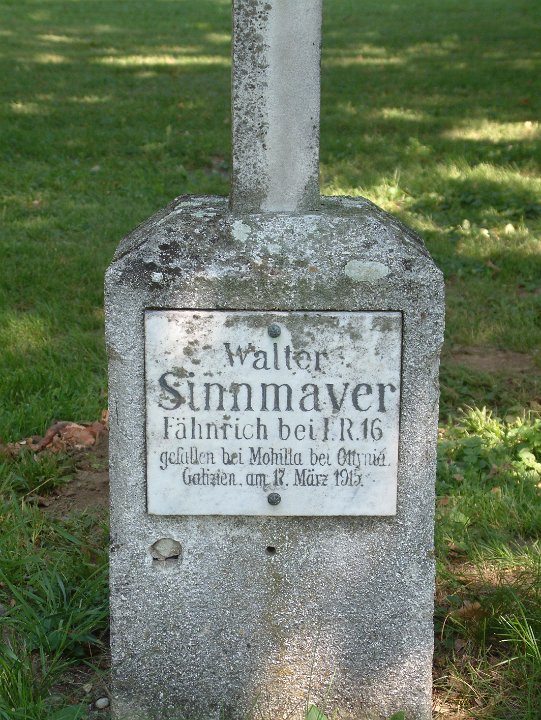 Walter
Sinnmayer
Fähnrich bei I.R.16
gefallen bei Mohilla bei Ottynia.
Galizien, am 17. März 1915.